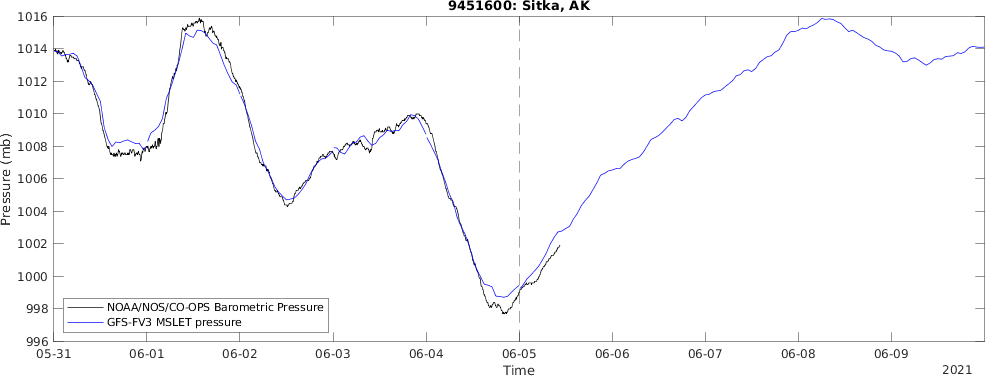 9451600: Sitka, AK
1016
1014
1012
1010
1008
1006
1004
1002
1000
998
996
Pressure (mb)
NOAA/NOS/CO-OPS Barometric Pressure
GFS-FV3 MSLET pressure
05-31 06-01 06-02 06-03 06-04 06-05 06-06 06-07 06-08 06-09
Time
2021